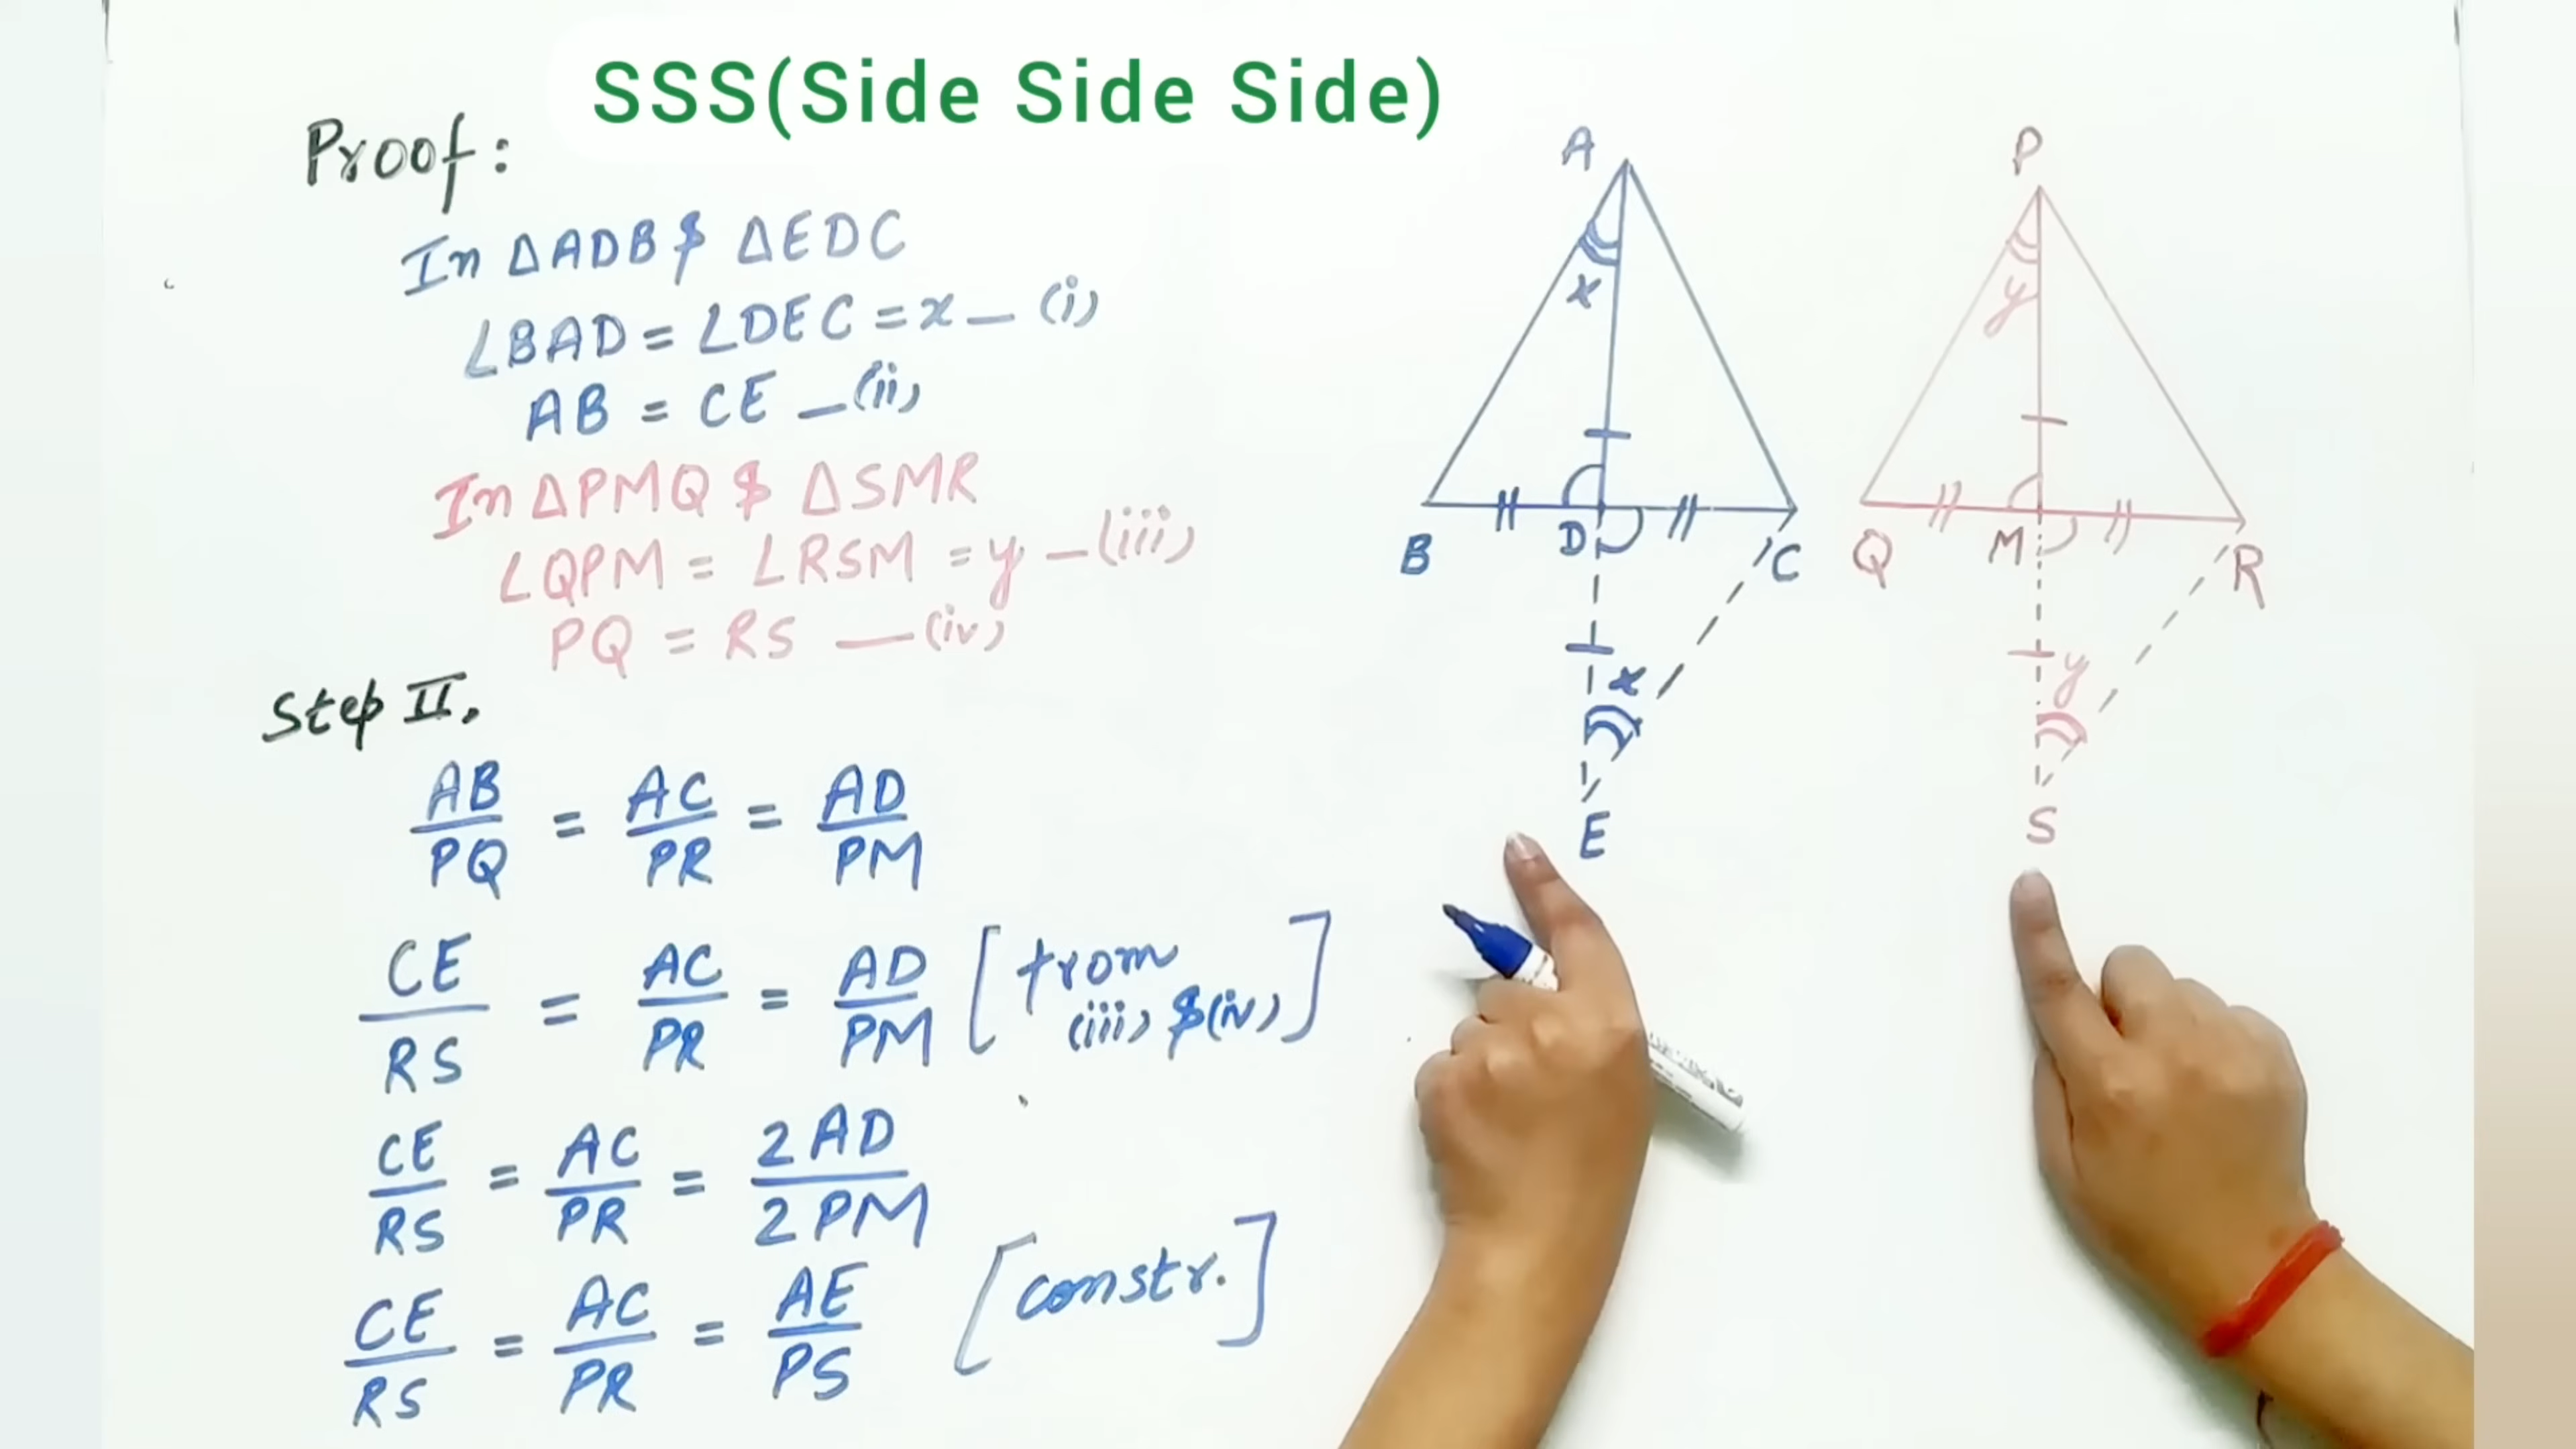 SSS(Side Side Side)
Proof:
In ΔADB & ΔEDC
∠BAD = ∠DEC = x — (i)
AB = CE — (ii)
In ΔPMQ & ΔSMR
∠QPM = ∠RSM = y — (iii)
PQ = RS — (iv)
Step II.
AB/PQ = AC/PR = AD/PM
CE/RS = AC/PR = AD/PM [from
(iii) & (iv)]
CE/RS = AC/PR = 2AD/2PM
CE/RS = AC/PR = AE/PS [constr.]
A
x
B
D
C
x
E
P
y
Q
M
R
y
S